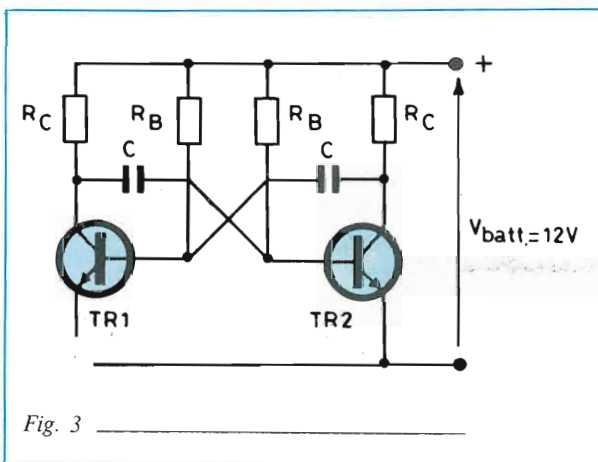 +
R_C R_B R_B R_C
C C
V_batt.=12V
TR1 TR2
Fig. 3